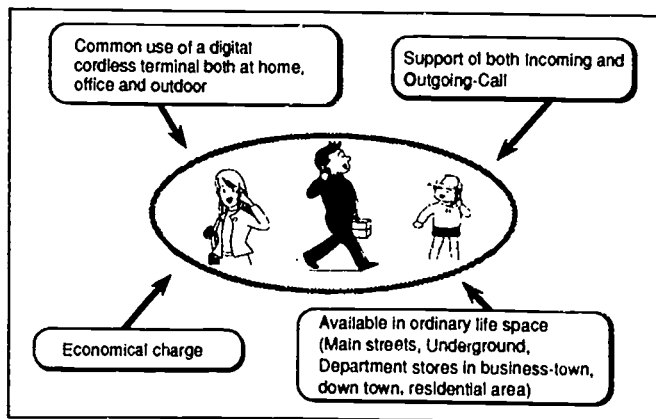 Common use of a digital
cordless terminal both at home,
office and outdoor
Support of both Incoming and
Outgoing-Call
Economical charge
Available in ordinary life space
(Main streets, Underground,
Department stores in business-town,
down town, residential area)